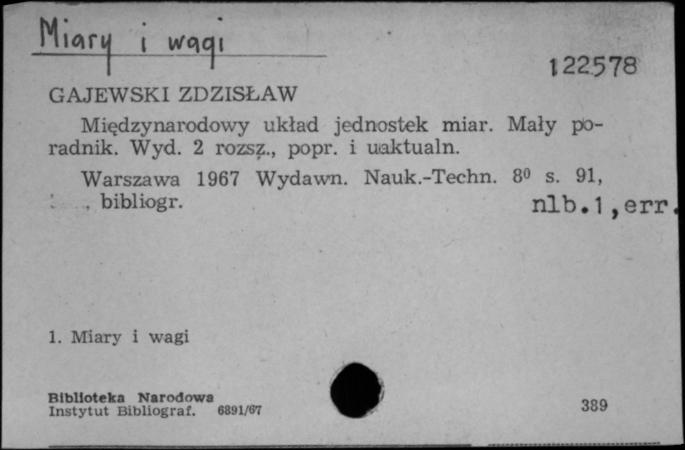 Miary i wagi
122578
GAJEWSKI ZDZISŁAW
Międzynarodowy układ jednostek miar. Mały po-
radnik. Wyd. 2 rozsz., popr. i uaktualn.
Warszawa 1967 Wydawn. Nauk.-Techn. 8⁰ s. 91,
, bibliogr.
nlb.1,err.
1. Miary i wagi
Biblioteka Narodowa
Instytut Bibliograf. 6891/67
389